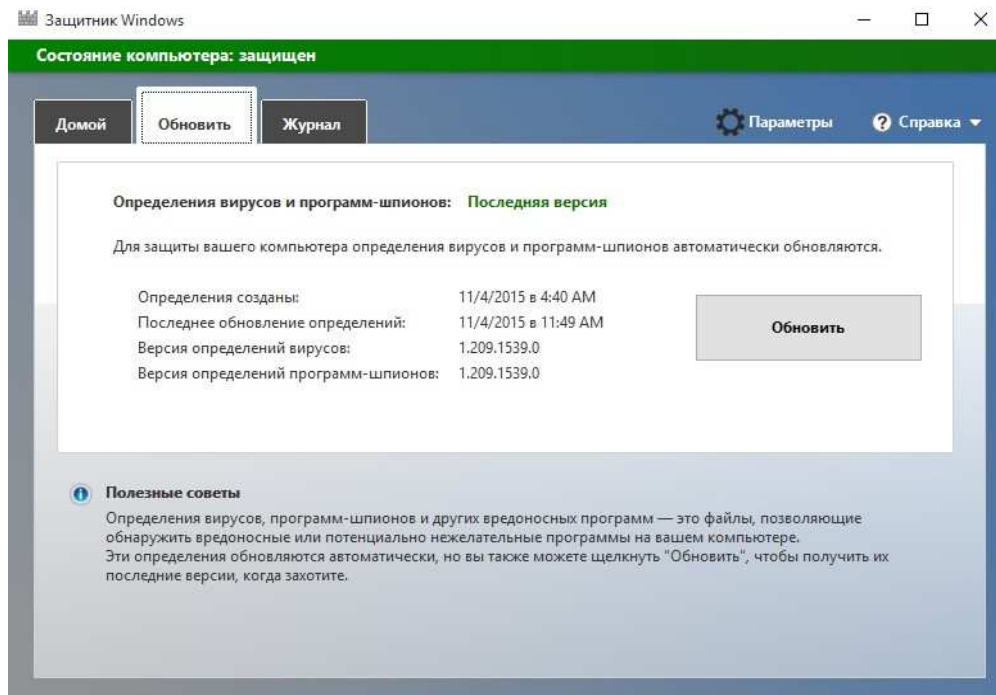 Защитник Windows
Состояние компьютера: защищен
Домой
Обновить
Журнал
Параметры
Справка
Определения вирусов и программ-шпионов: Последняя версия
Для защиты вашего компьютера определения вирусов и программ-шпионов автоматически обновляются.
Определения созданы: 11/4/2015 в 4:40 AM
Последнее обновление определений: 11/4/2015 в 11:49 AM
Версия определений вирусов: 1.209.1539.0
Версия определений программ-шпионов: 1.209.1539.0
Обновить
Полезные советы
Определения вирусов, программ-шпионов и других вредоносных программ — это файлы, позволяющие
обнаружить вредоносные или потенциально нежелательные программы на вашем компьютере.
Эти определения обновляются автоматически, но вы также можете щелкнуть "Обновить", чтобы получить их
последние версии, когда захотите.